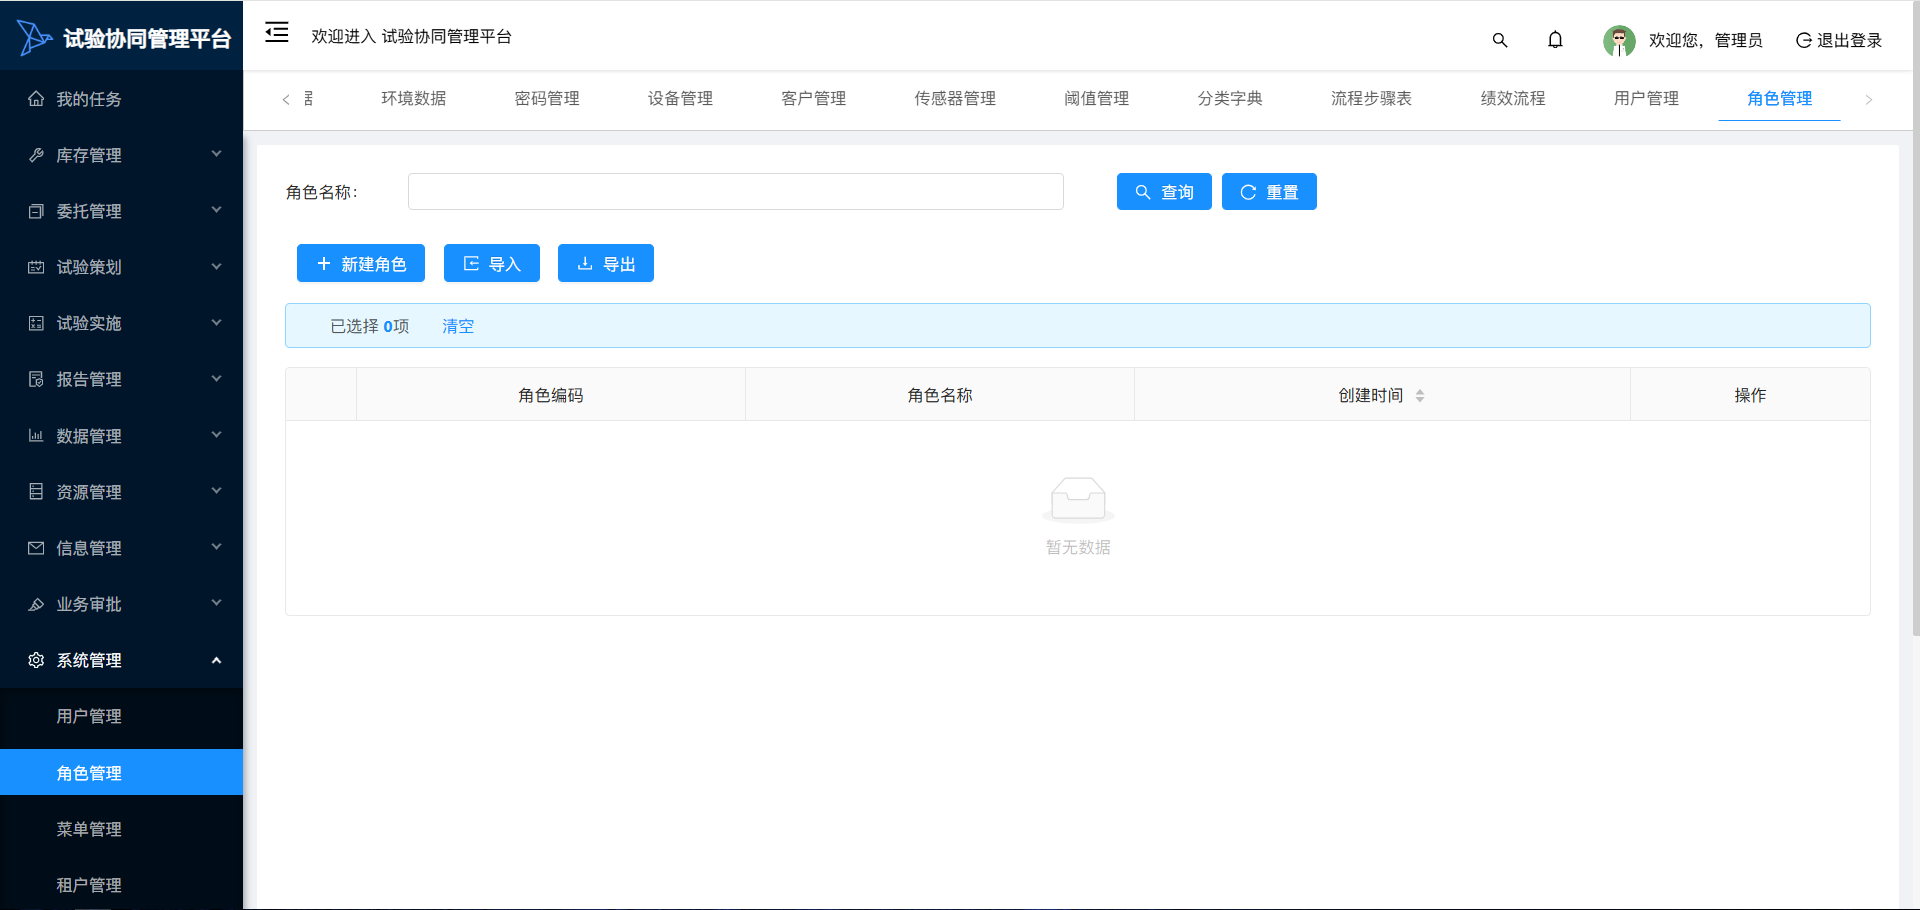 试验协同管理平台
欢迎进入 试验协同管理平台
欢迎您，管理员
退出登录
环境数据
密码管理
设备管理
客户管理
传感器管理
阈值管理
分类字典
流程步骤表
绩效流程
用户管理
角色管理
我的任务
库存管理
委托管理
试验策划
试验实施
报告管理
数据管理
资源管理
信息管理
业务审批
系统管理
用户管理
角色管理
菜单管理
租户管理
角色名称:
查询
重置
新建角色
导入
导出
已选择 0项 清空
角色编码
角色名称
创建时间
操作
暂无数据